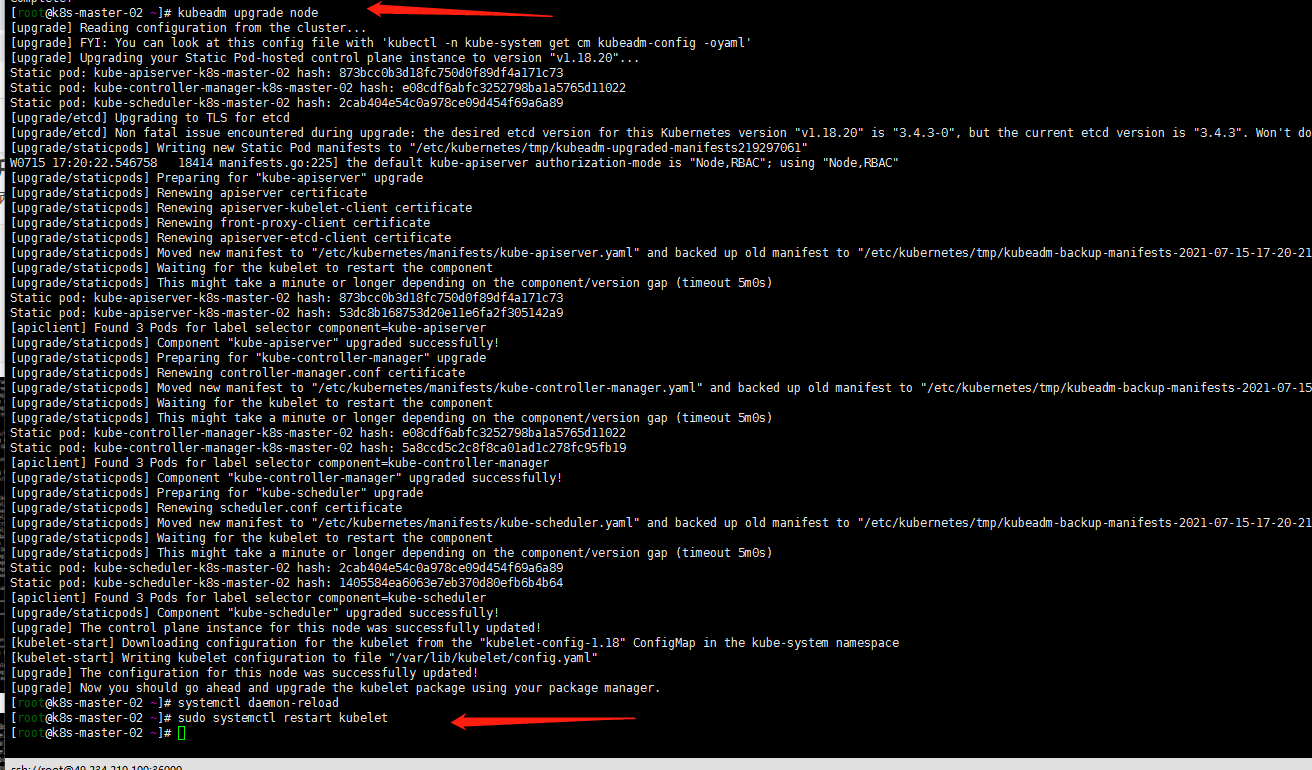 [root@k8s-master-02 ~]# kubeadm upgrade node
[upgrade] Reading configuration from the cluster...
[upgrade] FYI: You can look at this config file with 'kubectl -n kube-system get cm kubeadm-config -oyaml'
[upgrade] Upgrading your Static Pod-hosted control plane instance to version "v1.18.20"...
Static pod: kube-apiserver-k8s-master-02 hash: 873bcc0b3d18fc750d0f89df4a171c73
Static pod: kube-controller-manager-k8s-master-02 hash: e08cdf6abfc3252798ba1a5765d11022
Static pod: kube-scheduler-k8s-master-02 hash: 2cab404e54c0a978ce09d454f69a6a89
[upgrade/etcd] Upgrading to TLS for etcd
[upgrade/etcd] Non fatal issue encountered during upgrade: the desired etcd version for this Kubernetes version "v1.18.20" is "3.4.3-0", but the current etcd version is "3.4.3". Won't do
[upgrade/staticpods] Writing new Static Pod manifests to "/etc/kubernetes/tmp/kubeadm-upgraded-manifests219297061"
W0715 17:20:22.546758   18414 manifests.go:225] the default kube-apiserver authorization-mode is "Node,RBAC"; using "Node,RBAC"
[upgrade/staticpods] Preparing for "kube-apiserver" upgrade
[upgrade/staticpods] Renewing apiserver certificate
[upgrade/staticpods] Renewing apiserver-kubelet-client certificate
[upgrade/staticpods] Renewing front-proxy-client certificate
[upgrade/staticpods] Renewing apiserver-etcd-client certificate
[upgrade/staticpods] Moved new manifest to "/etc/kubernetes/manifests/kube-apiserver.yaml" and backed up old manifest to "/etc/kubernetes/tmp/kubeadm-backup-manifests-2021-07-15-17-20-21
[upgrade/staticpods] Waiting for the kubelet to restart the component
[upgrade/staticpods] This might take a minute or longer depending on the component/version gap (timeout 5m0s)
Static pod: kube-apiserver-k8s-master-02 hash: 873bcc0b3d18fc750d0f89df4a171c73
Static pod: kube-apiserver-k8s-master-02 hash: 53dc8b168753d20e11e6fa2f305142a9
[apiclient] Found 3 Pods for label selector component=kube-apiserver
[upgrade/staticpods] Component "kube-apiserver" upgraded successfully!
[upgrade/staticpods] Preparing for "kube-controller-manager" upgrade
[upgrade/staticpods] Renewing controller-manager.conf certificate
[upgrade/staticpods] Moved new manifest to "/etc/kubernetes/manifests/kube-controller-manager.yaml" and backed up old manifest to "/etc/kubernetes/tmp/kubeadm-backup-manifests-2021-07-15
[upgrade/staticpods] Waiting for the kubelet to restart the component
[upgrade/staticpods] This might take a minute or longer depending on the component/version gap (timeout 5m0s)
Static pod: kube-controller-manager-k8s-master-02 hash: e08cdf6abfc3252798ba1a5765d11022
Static pod: kube-controller-manager-k8s-master-02 hash: 5a8ccd5c2c8f8ca01ad1c278fc95fb19
[apiclient] Found 3 Pods for label selector component=kube-controller-manager
[upgrade/staticpods] Component "kube-controller-manager" upgraded successfully!
[upgrade/staticpods] Preparing for "kube-scheduler" upgrade
[upgrade/staticpods] Renewing scheduler.conf certificate
[upgrade/staticpods] Moved new manifest to "/etc/kubernetes/manifests/kube-scheduler.yaml" and backed up old manifest to "/etc/kubernetes/tmp/kubeadm-backup-manifests-2021-07-15-17-20-21
[upgrade/staticpods] Waiting for the kubelet to restart the component
[upgrade/staticpods] This might take a minute or longer depending on the component/version gap (timeout 5m0s)
Static pod: kube-scheduler-k8s-master-02 hash: 2cab404e54c0a978ce09d454f69a6a89
Static pod: kube-scheduler-k8s-master-02 hash: 1405584ea6063e7eb370d80efb6b4b64
[apiclient] Found 3 Pods for label selector component=kube-scheduler
[upgrade/staticpods] Component "kube-scheduler" upgraded successfully!
[upgrade] The control plane instance for this node was successfully updated!
[kubelet-start] Downloading configuration for the kubelet from the "kubelet-config-1.18" ConfigMap in the kube-system namespace
[kubelet-start] Writing kubelet configuration to file "/var/lib/kubelet/config.yaml"
[upgrade] The configuration for this node was successfully updated!
[upgrade] Now you should go ahead and upgrade the kubelet package using your package manager.
[root@k8s-master-02 ~]# systemctl daemon-reload
[root@k8s-master-02 ~]# sudo systemctl restart kubelet
[root@k8s-master-02 ~]#